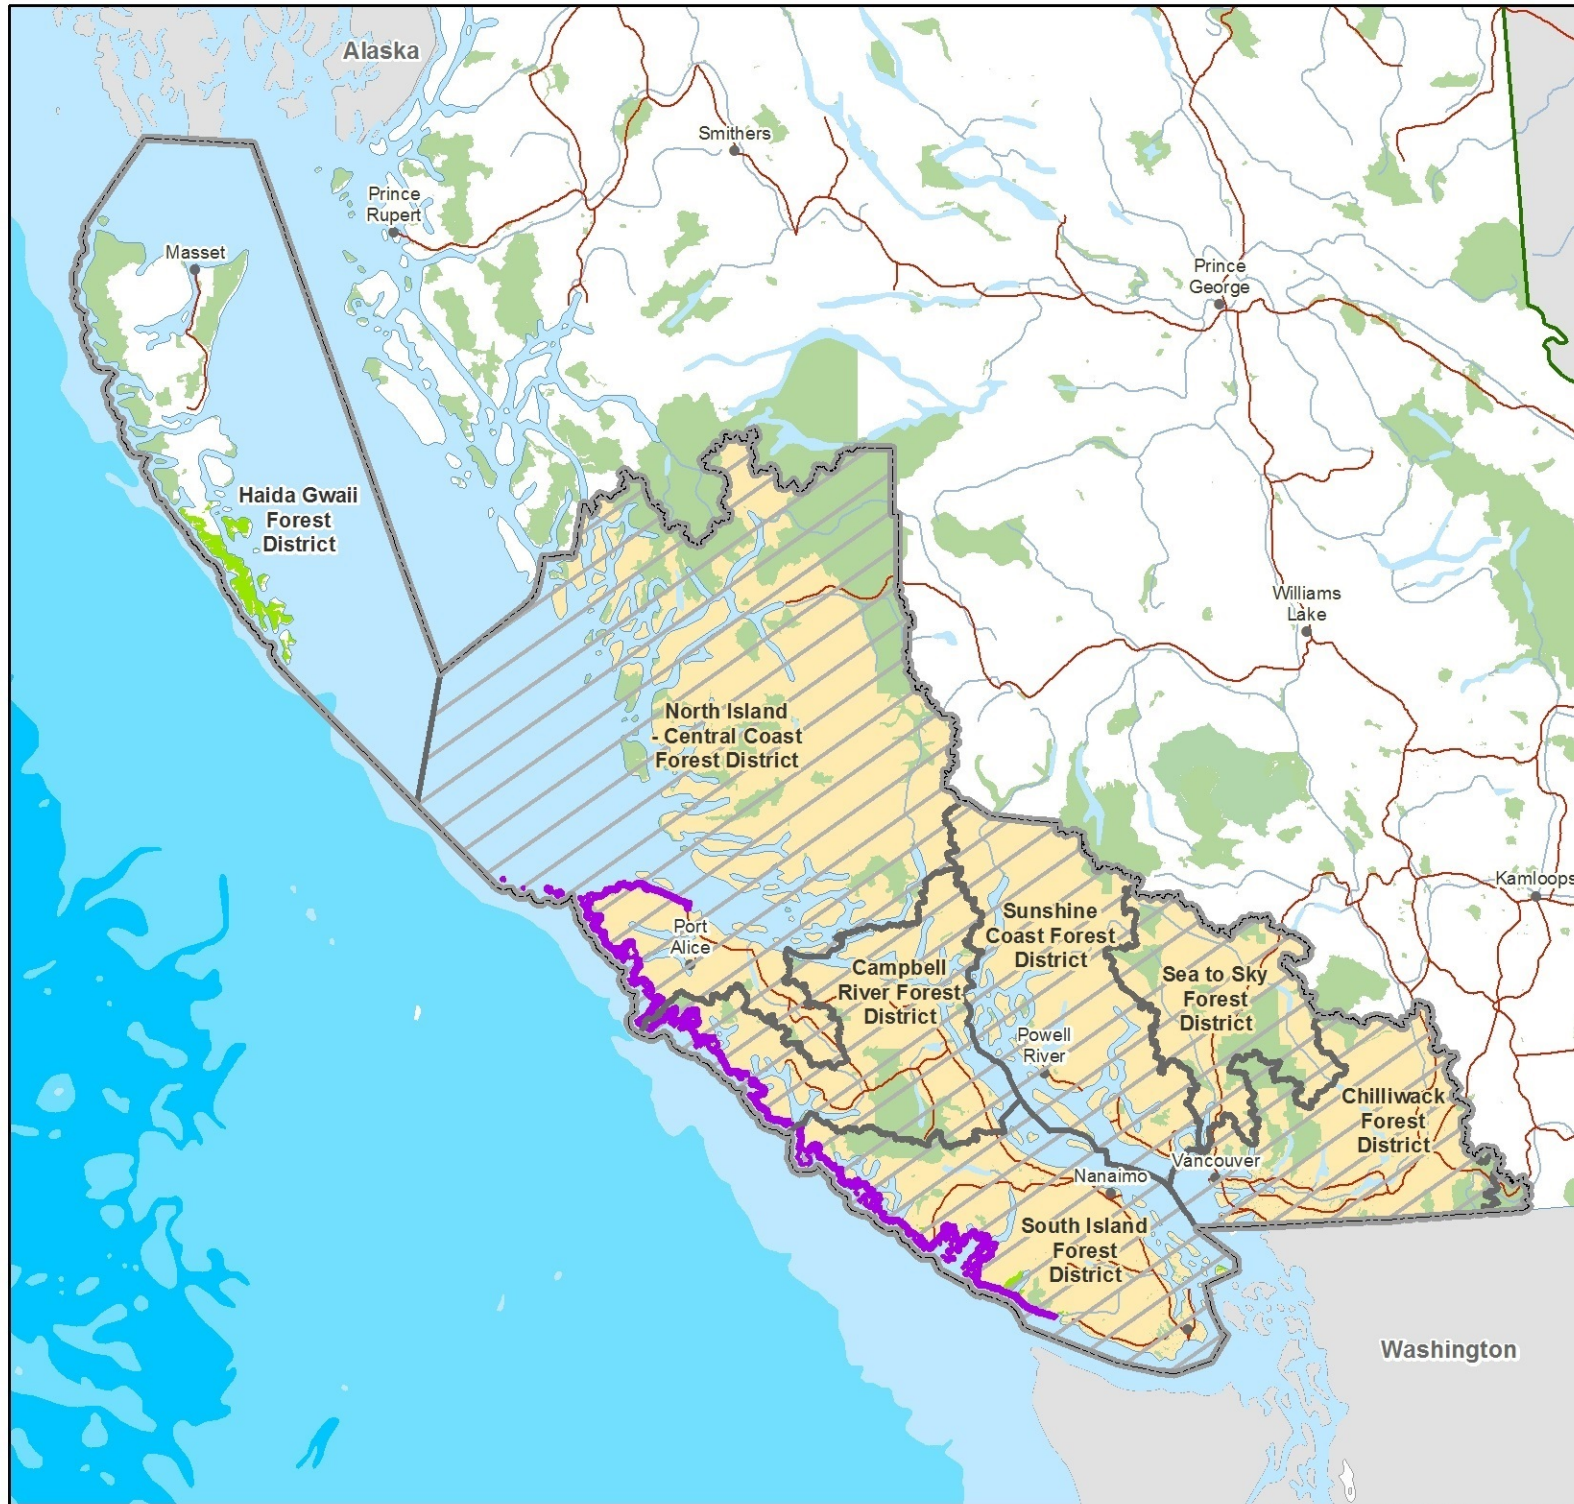 Alaska
Smithers
Prince
Rupert
Masset
Prince
George
Haida Gwaii
Forest
District
Williams
Lake
North Island
- Central Coast
Forest District
Kamloops
Sunshine
Coast Forest
District
Port
Alice
Campbell
River Forest
District
Sea to Sky
Forest
District
Powell
River
Chilliwack
Forest
District
Vancouver
Nanaimo
South Island
Forest
District
Washington